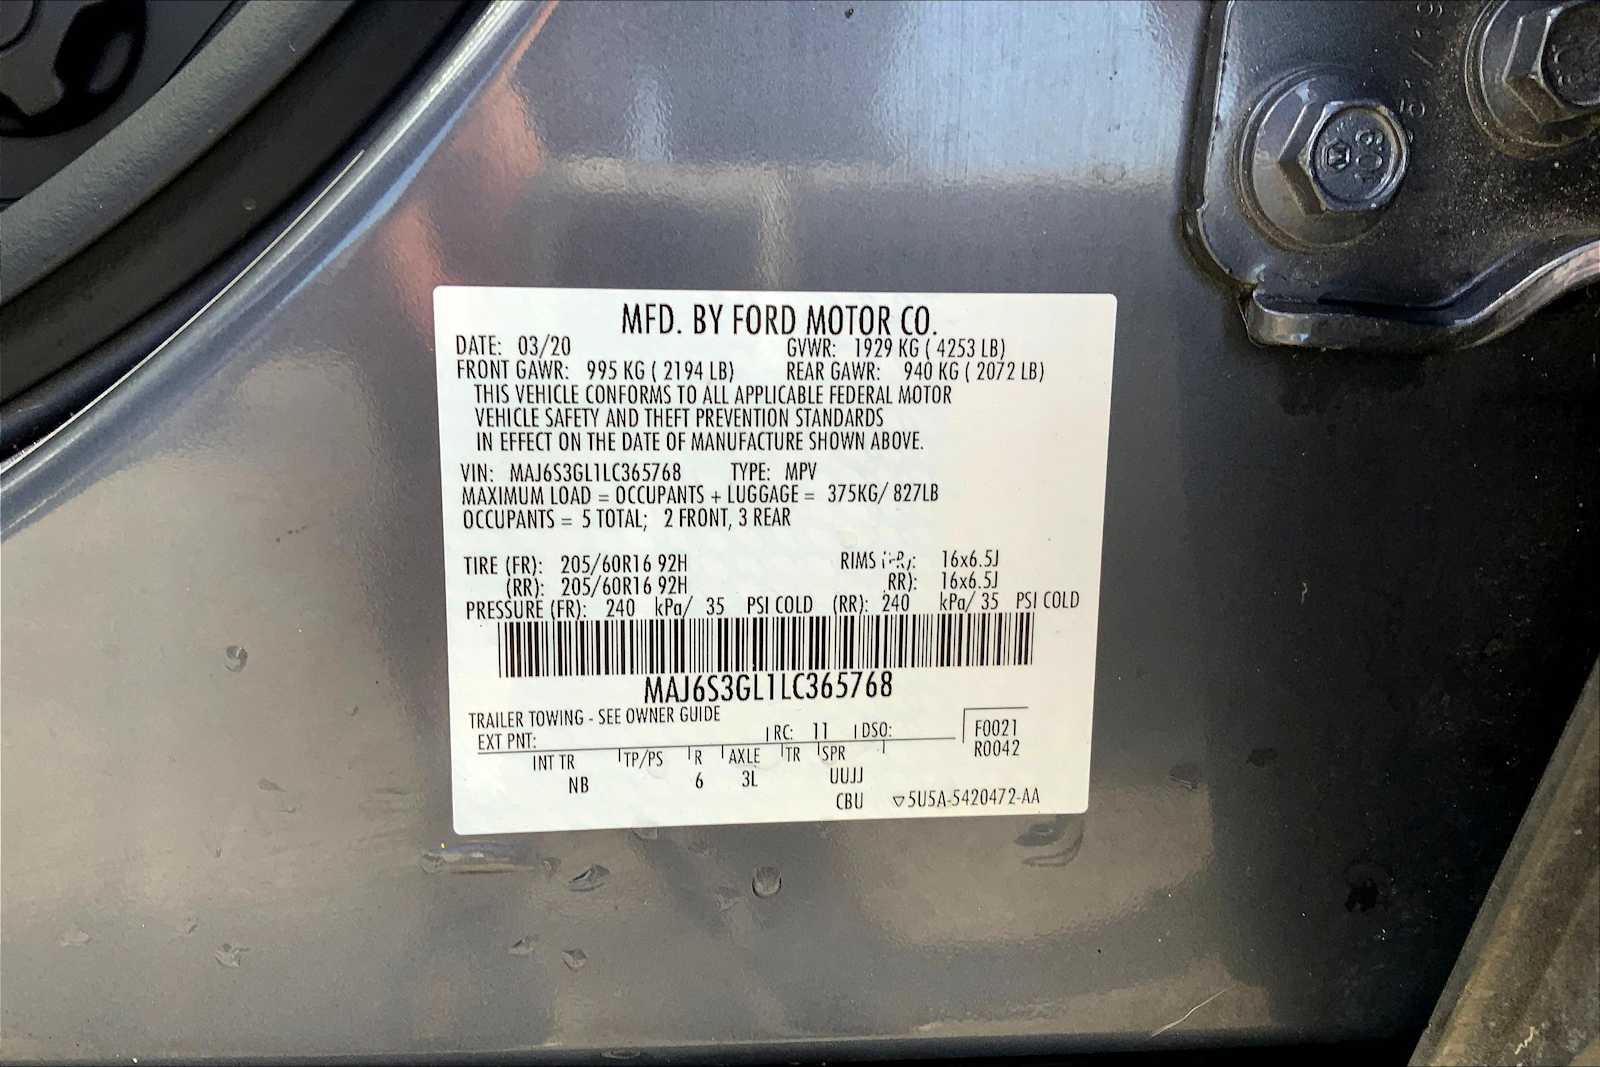 MFD. BY FORD MOTOR CO.
DATE: 03/20 GVWR: 1929 KG ( 4253 LB)
FRONT GAWR: 995 KG ( 2194 LB) REAR GAWR: 940 KG ( 2072 LB)
THIS VEHICLE CONFORMS TO ALL APPLICABLE FEDERAL MOTOR
VEHICLE SAFETY AND THEFT PREVENTION STANDARDS
IN EFFECT ON THE DATE OF MANUFACTURE SHOWN ABOVE.
VIN: MAJ6S3GL1LC365768 TYPE: MPV
MAXIMUM LOAD = OCCUPANTS + LUGGAGE = 375KG/ 827LB
OCCUPANTS = 5 TOTAL; 2 FRONT, 3 REAR
TIRE (FR): 205/60R16 92H RIMS 16x6.5J
(RR): 205/60R16 92H RR): 16x6.5J
PRESSURE (FR): 240 kPa/ 35 PSI COLD (RR): 240 kPa/ 35 PSI COLD
MAJ6S3GL1LC365768
TRAILER TOWING - SEE OWNER GUIDE
EXT PNT: RC: 11 DSO: F0021
R0042
INT TR TP/PS R AXLE TR SPR
NB 6 3L UUJJ
CBU ▽5U5A-5420472-AA
109